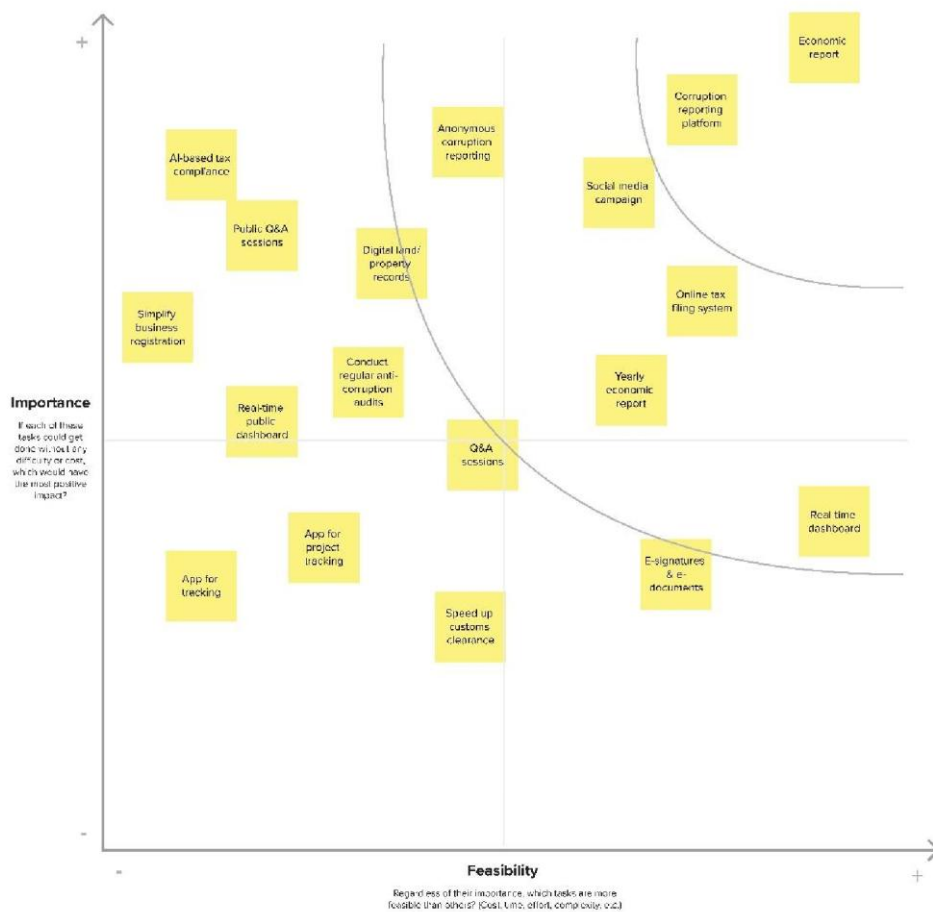 +
Economic
report
Corruption
reporting
platform
Anonymous
corruption
reporting
AI-based tax
compliance
Social media
campaign
Public Q&A
sessions
Digital land/
property
records
Online tax
filing system
Simplify
business
registration
Conduct
regular anti-
corruption
audits
Yearly
economic
report
Real-time
public
dashboard
Importance
If each of these
tasks could get
done without any
difficulty or cost,
which would have
the most positive
impact?
Q&A
sessions
Real time
dashboard
App for
project
tracking
E-signatures
& e-
documents
App for
tracking
Speed up
customs
clearance
-
-
Feasibility
+
Regardless of their importance, which tasks are more
feasible than others? (Cost, time, effort, complexity, etc.)